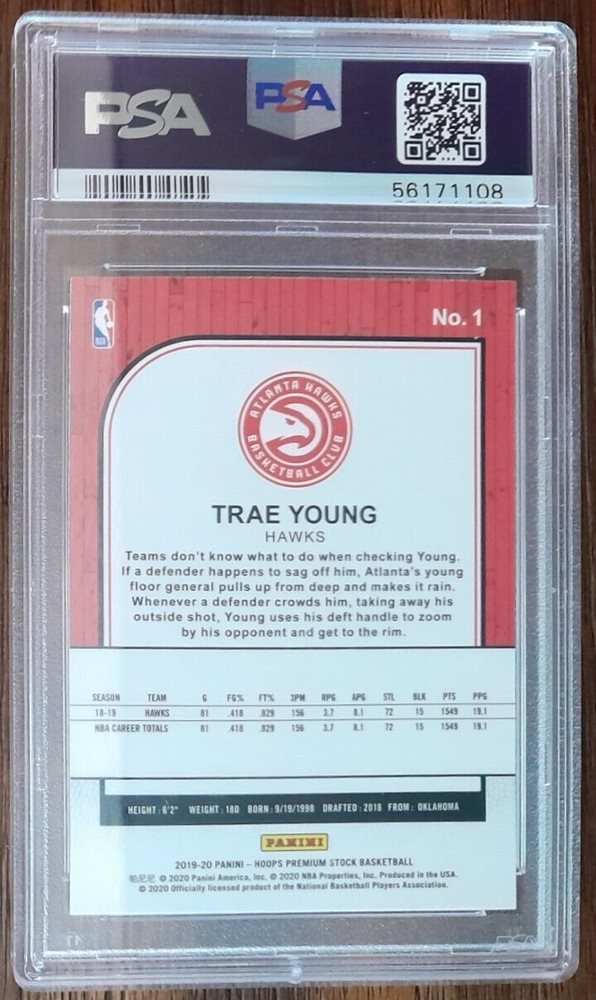 PSA PSA
56171108
NBA
No. 1
ATLANTA HAWKS
BASKETBALL CLUB
TRAE YOUNG
HAWKS
Teams don't know what to do when checking Young.
If a defender happens to sag off him, Atlanta's young
floor general pulls up from deep and makes it rain.
Whenever a defender crowds him, taking away his
outside shot, Young uses his deft handle to zoom
by his opponent and get to the rim.
SEASON TEAM G FG% FT% 3PM RPG APG STL BLK PTS PPG
18-19 HAWKS 81 .418 .829 156 3.7 8.1 72 15 1549 19.1
NBA CAREER TOTALS 81 .418 .829 156 3.7 8.1 72 15 1549 19.1
HEIGHT: 6'2" WEIGHT: 180 BORN: 9/19/1998 DRAFTED: 2018 FROM: OKLAHOMA
PANINI
2019-20 PANINI – HOOPS PREMIUM STOCK BASKETBALL
帕尼尼 © 2020 Panini America, Inc. © 2020 NBA Properties, Inc. Produced in the USA.
© 2020 Officially licensed product of the National Basketball Players Association.